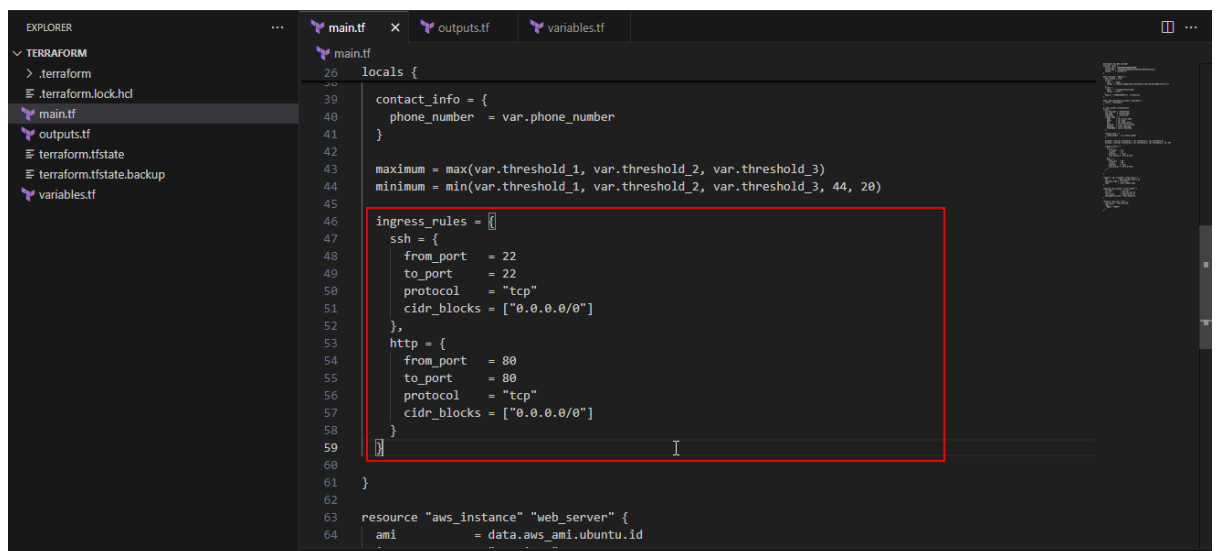 EXPLORER ...
main.tf × outputs.tf variables.tf ...
TERRAFORM
.terraform
.terraform.lock.hcl
main.tf
outputs.tf
terraform.tfstate
terraform.tfstate.backup
variables.tf
main.tf
26 locals {
39 contact_info = {
40 phone_number = var.phone_number
41 }
42
43 maximum = max(var.threshold_1, var.threshold_2, var.threshold_3)
44 minimum = min(var.threshold_1, var.threshold_2, var.threshold_3, 44, 20)
45
46 ingress_rules = {
47 ssh = {
48 from_port = 22
49 to_port = 22
50 protocol = "tcp"
51 cidr_blocks = ["0.0.0.0/0"]
52 },
53 http = {
54 from_port = 80
55 to_port = 80
56 protocol = "tcp"
57 cidr_blocks = ["0.0.0.0/0"]
58 }
59 }
60
61 }
62
63 resource "aws_instance" "web_server" {
64 ami = data.aws_ami.ubuntu.id